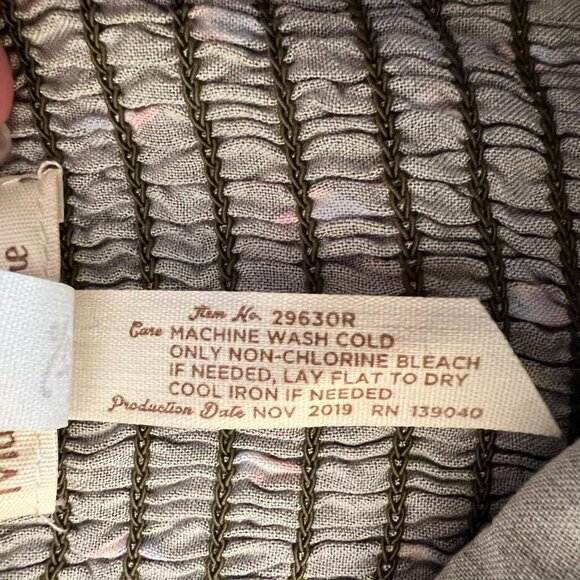 Item No. 29630R
Care MACHINE WASH COLD
ONLY NON-CHLORINE BLEACH
IF NEEDED, LAY FLAT TO DRY
COOL IRON IF NEEDED
Production Date NOV 2019 RN 139040